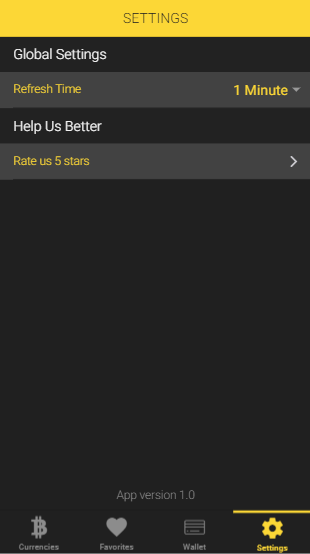 SETTINGS
Global Settings
Refresh Time 1 Minute
Help Us Better
Rate us 5 stars
App version 1.0
Currencies Favorites Wallet Settings